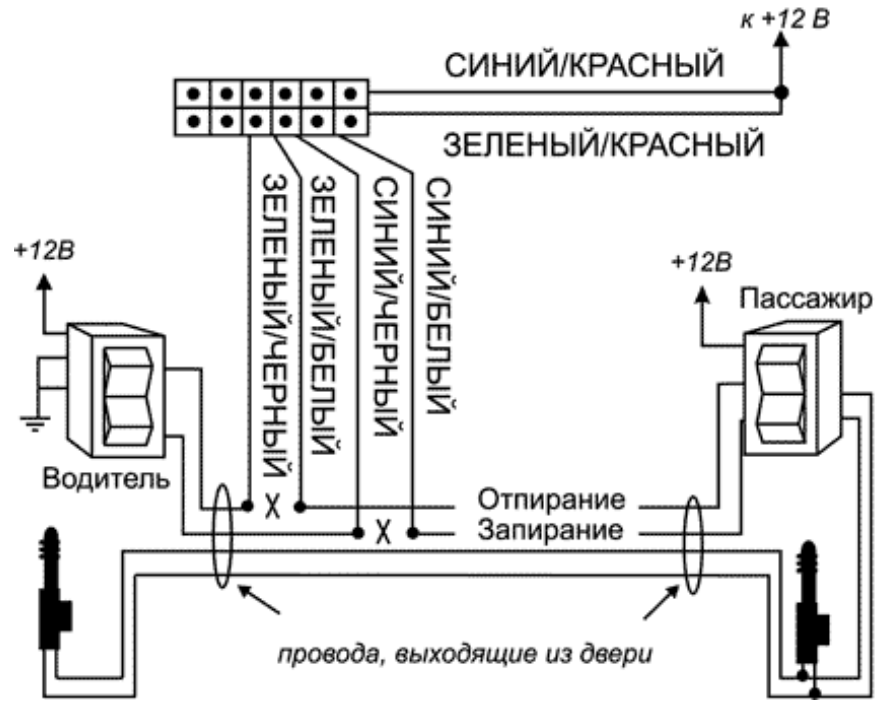 к +12 В
СИНИЙ/КРАСНЫЙ
ЗЕЛЕНЫЙ/КРАСНЫЙ
ЗЕЛЕНЫЙ/ЧЕРНЫЙ
ЗЕЛЕНЫЙ/БЕЛЫЙ
СИНИЙ/ЧЕРНЫЙ
СИНИЙ/БЕЛЫЙ
+12В
+12В
Пассажир
Водитель
X
Отпирание
X
Запирание
провода, выходящие из двери